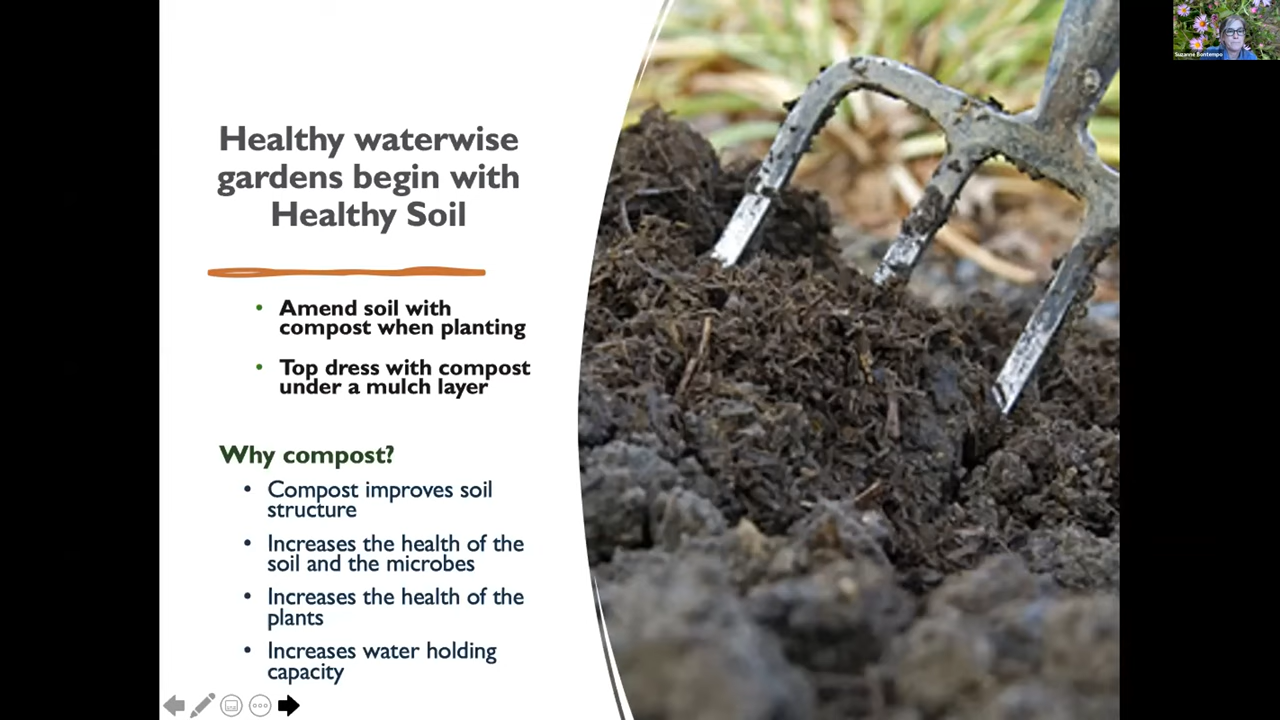 Healthy waterwise
gardens begin with
Healthy Soil
• Amend soil with
compost when planting
• Top dress with compost
under a mulch layer
Why compost?
• Compost improves soil
structure
• Increases the health of the
soil and the microbes
• Increases the health of the
plants
• Increases water holding
capacity
Suzanne Bontempo